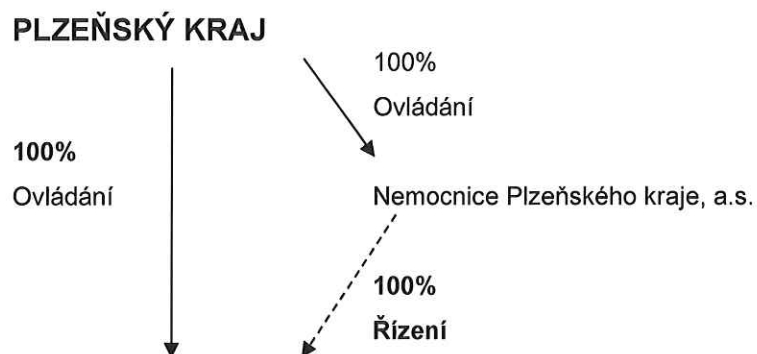 PLZEŇSKÝ KRAJ
100%
Ovládání
100%
Ovládání
Nemocnice Plzeňského kraje, a.s.
100%
Řízení